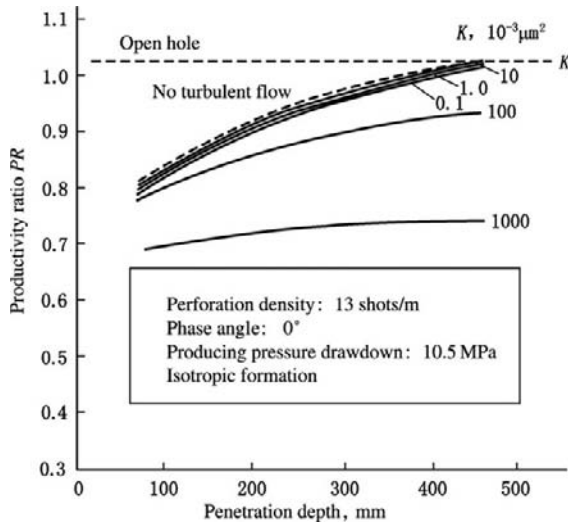 1.1
1.0
0.9
0.8
0.7
0.6
0.5
0.4
0.3
Productivity ratio PR
Open hole
K, 10⁻³μm²
K
No turbulent flow
10
1.0
0.1
100
1000
Perforation density: 13 shots/m
Phase angle: 0°
Producing pressure drawdown: 10.5 MPa
Isotropic formation
0 100 200 300 400 500
Penetration depth, mm